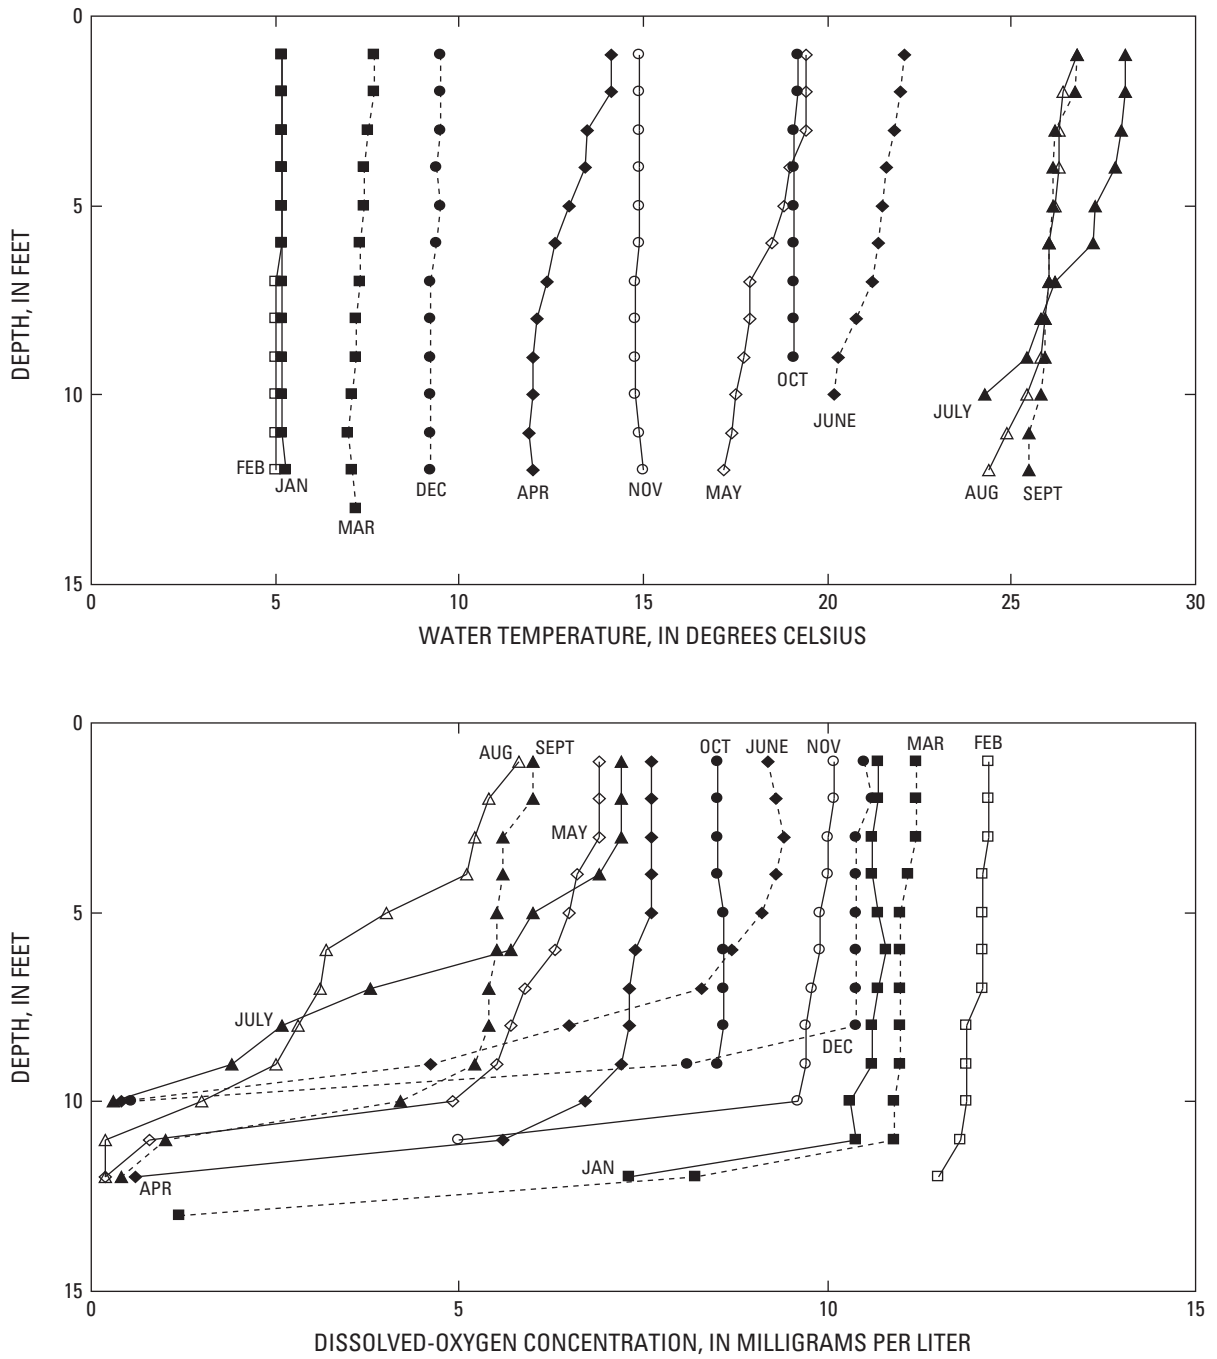 0
5
10
15
DEPTH, IN FEET
FEB
JAN
MAR
DEC
APR
NOV
MAY
OCT
JUNE
JULY
AUG
SEPT
0 5 10 15 20 25 30
WATER TEMPERATURE, IN DEGREES CELSIUS
0
5
10
15
DEPTH, IN FEET
AUG
SEPT
OCT
JUNE
NOV
MAR
FEB
MAY
JULY
DEC
JAN
APR
0 5 10 15
DISSOLVED-OXYGEN CONCENTRATION, IN MILLIGRAMS PER LITER